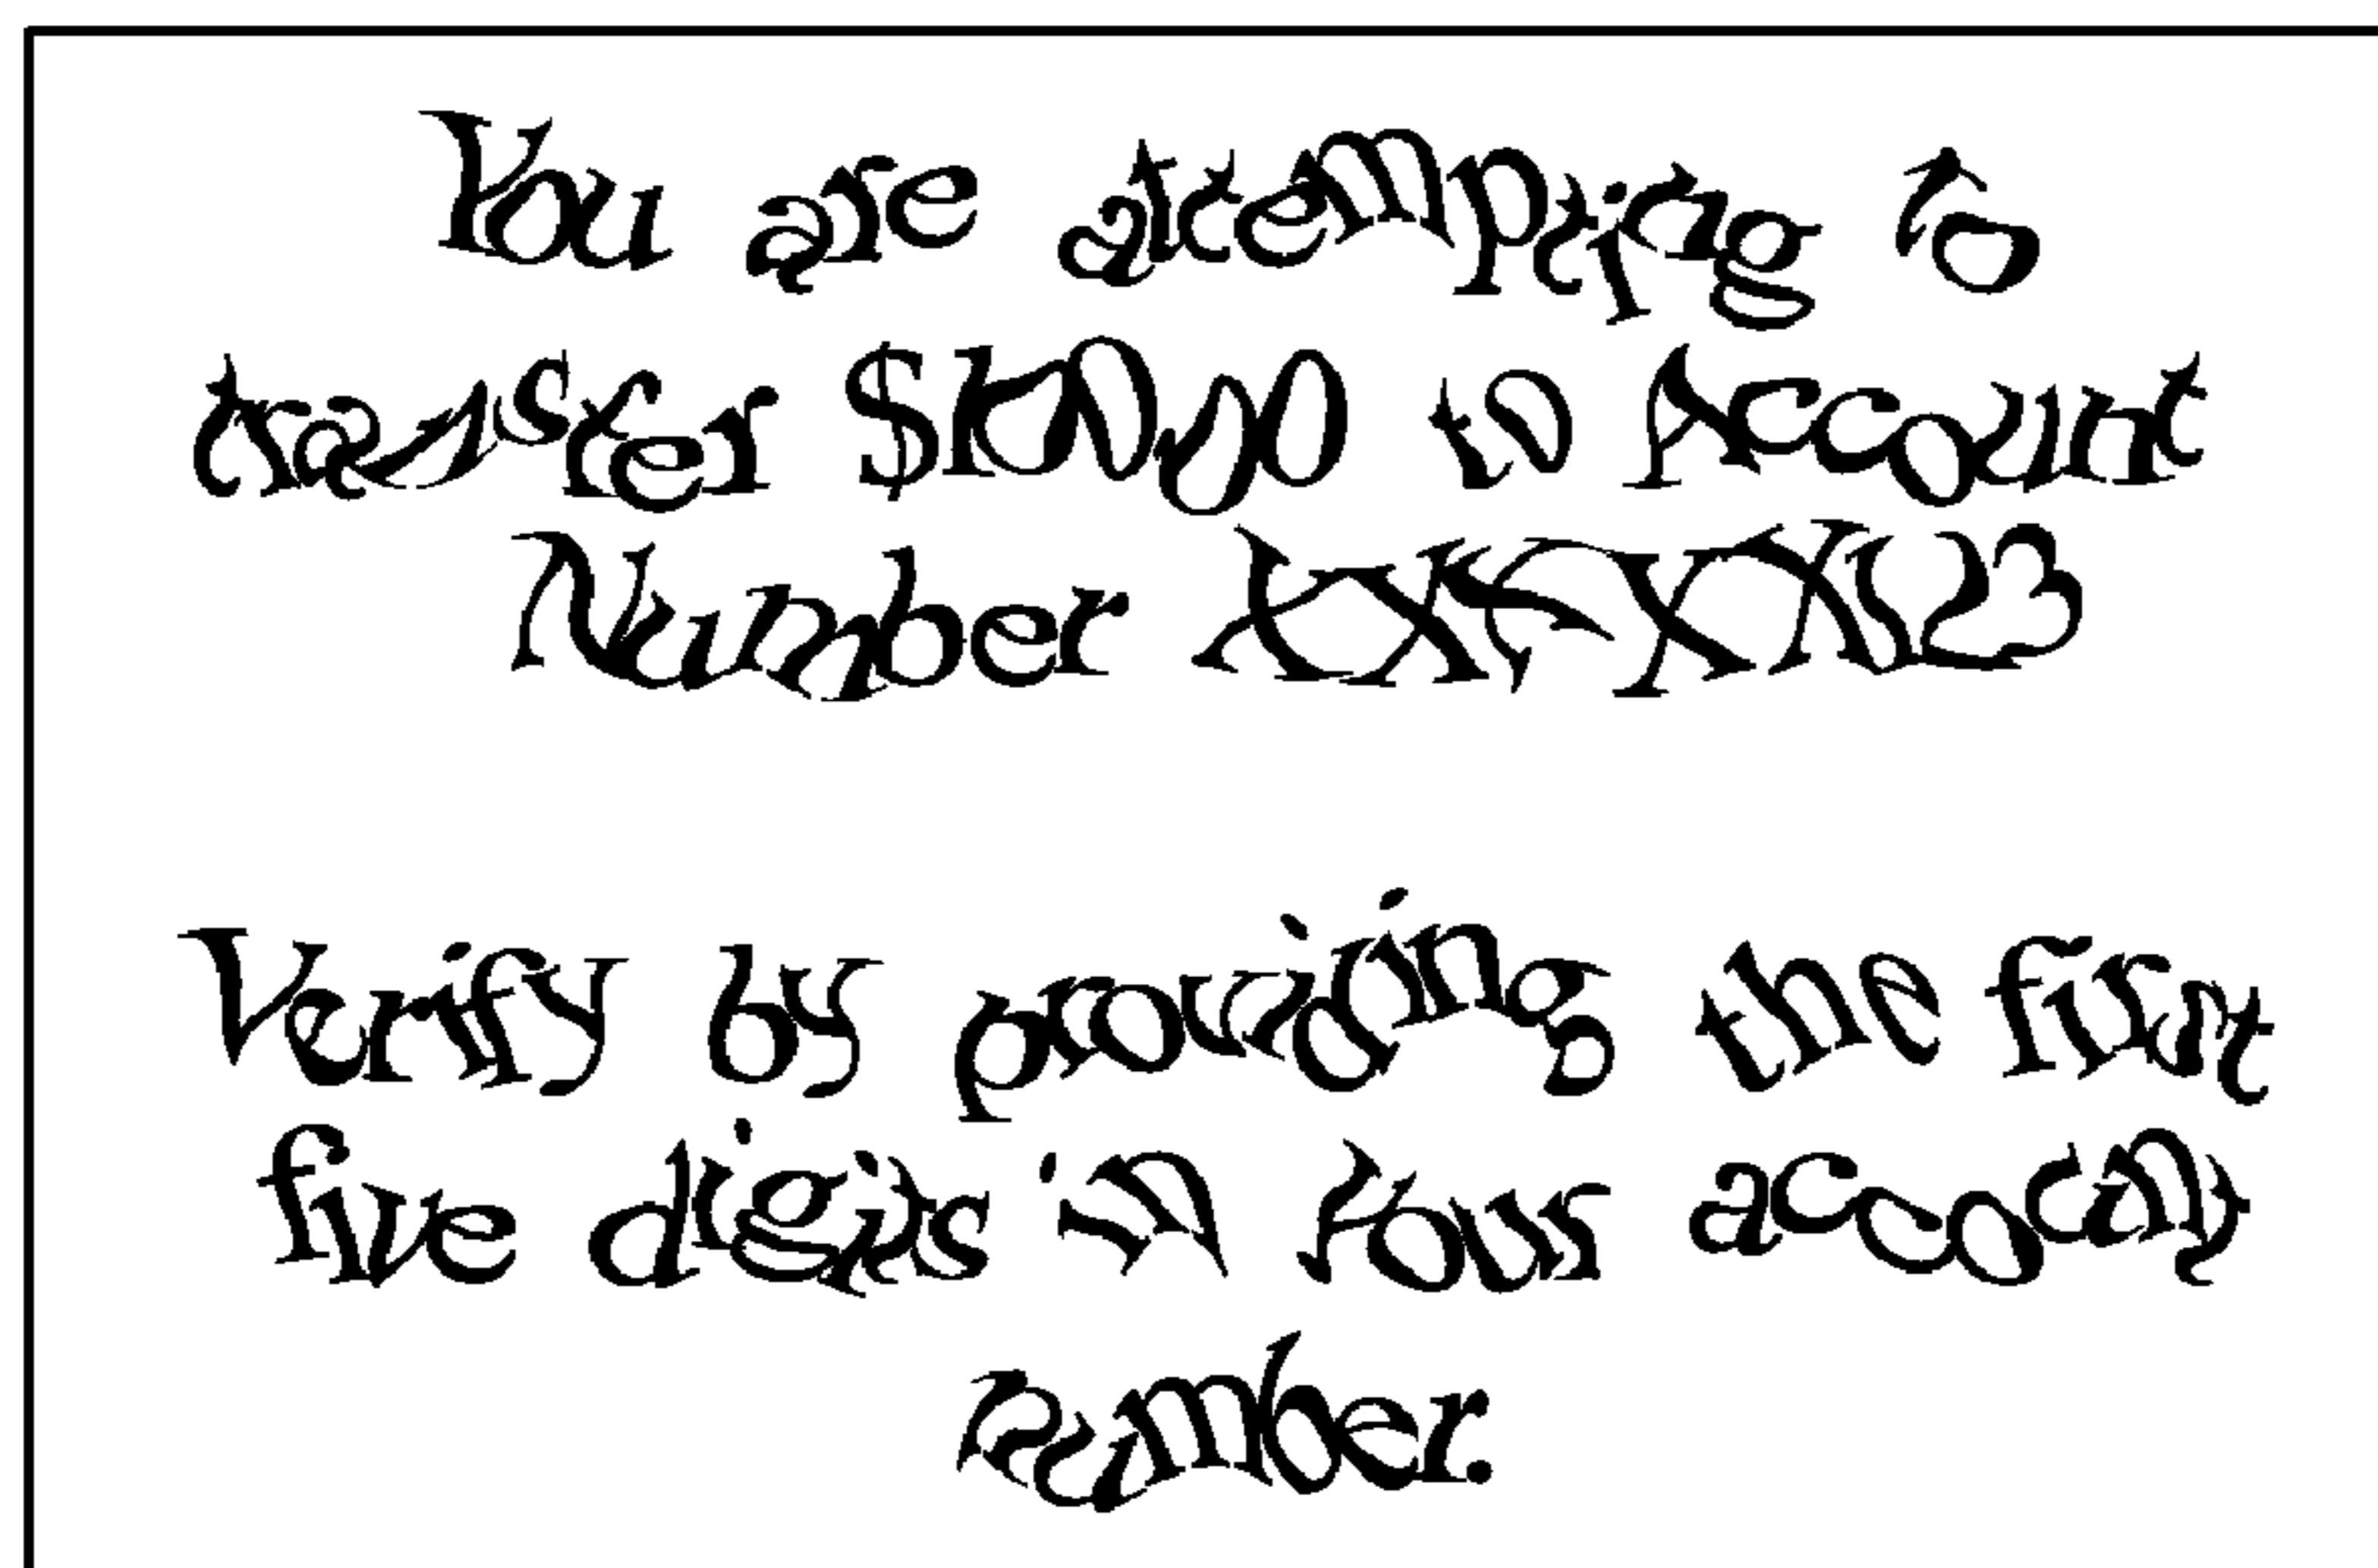 You are attempting to
transfer to Account
Number XXXXX123
Verify by providing the first
five digits in your account
number.